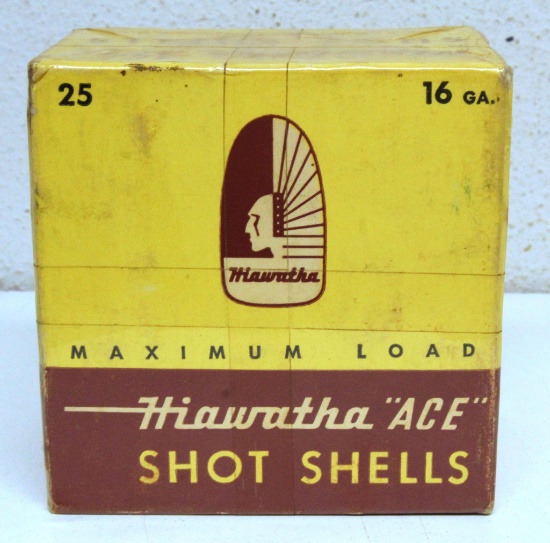 25 16 GA.
Hiawatha
MAXIMUM LOAD
Hiawatha "ACE"
SHOT SHELLS